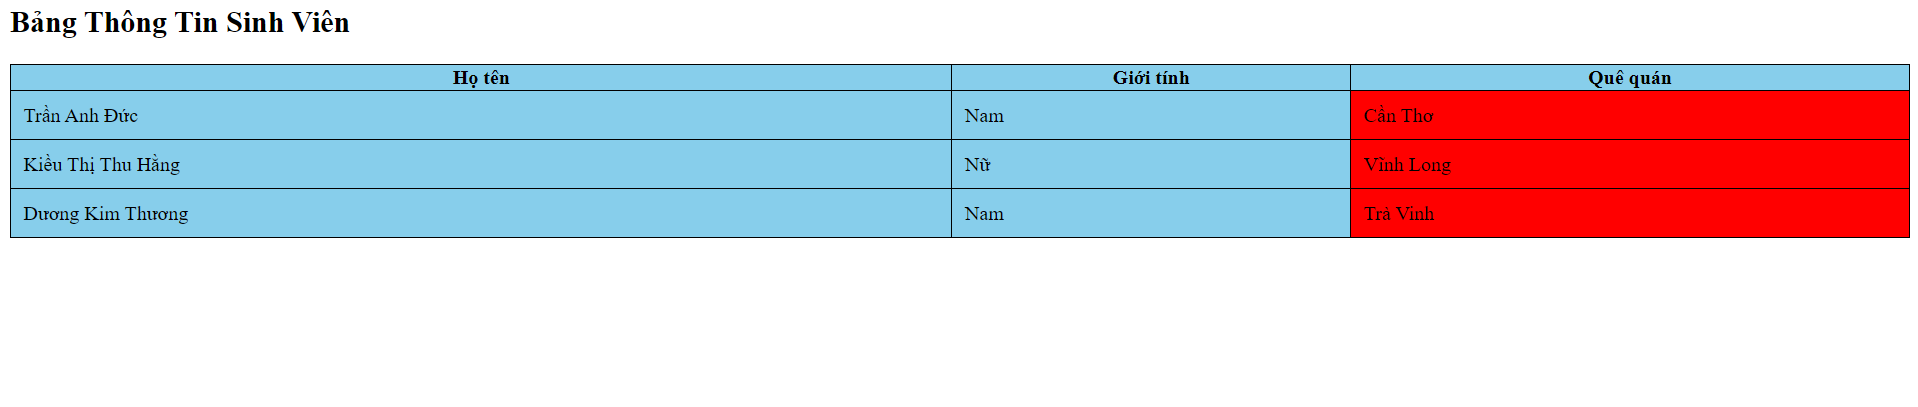 Bảng Thông Tin Sinh Viên
Họ tên Giới tính Quê quán
Trần Anh Đức Nam Cần Thơ
Kiều Thị Thu Hằng Nữ Vĩnh Long
Dương Kim Thương Nam Trà Vinh